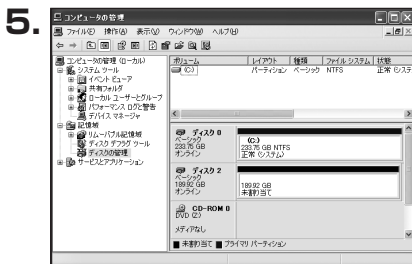 5.
コンピュータの管理
ファイル(F) 操作(A) 表示(V) ウィンドウ(W) ヘルプ(H)
コンピュータの管理 (ローカル)
システム ツール
イベント ビューア
共有フォルダ
ローカル ユーザーとグループ
パフォーマンス ログと警告
デバイス マネージャ
記憶域
リムーバブル記憶域
ディスク デフラグ ツール
ディスクの管理
サービスとアプリケーション
ボリューム レイアウト 種類 ファイル システム 状態
(C:) パーティション ベーシック NTFS 正常 (システ
ディスク 0
ベーシック
233.75 GB
オンライン
(C:)
233.75 GB NTFS
正常 (システム)
ディスク 2
ベーシック
189.92 GB
オンライン
189.92 GB
未割り当て
CD-ROM 0
DVD (Z:)
メディアなし
未割り当て プライマリ パーティション